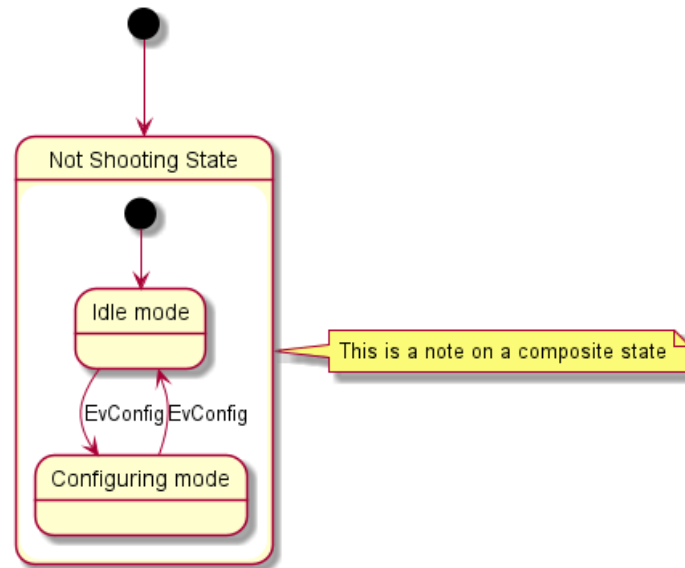 Not Shooting State
Idle mode
This is a note on a composite state
EvConfig
EvConfig
Configuring mode